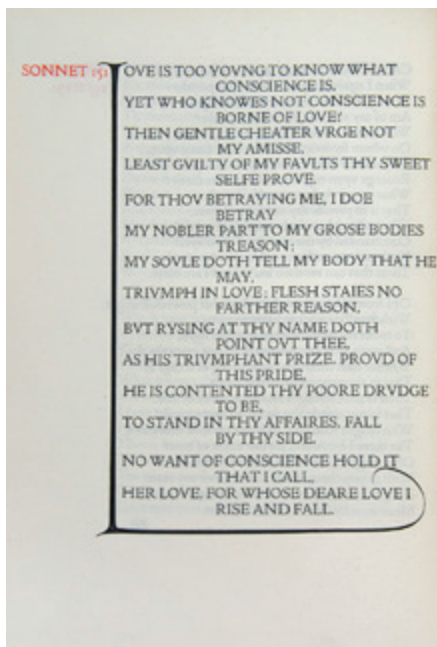 SONNET 151
LOVE IS TOO YOVNG TO KNOW WHAT
CONSCIENCE IS,
YET WHO KNOWES NOT CONSCIENCE IS
BORNE OF LOVE?
THEN GENTLE CHEATER VRGE NOT
MY AMISSE,
LEAST GVILTY OF MY FAVLTS THY SWEET
SELFE PROVE.
FOR THOV BETRAYING ME, I DOE
BETRAY
MY NOBLER PART TO MY GROSE BODIES
TREASON;
MY SOVLE DOTH TELL MY BODY THAT HE
MAY,
TRIVMPH IN LOVE; FLESH STAIES NO
FARTHER REASON,
BVT RYSING AT THY NAME DOTH
POINT OVT THEE,
AS HIS TRIVMPHANT PRIZE. PROVD OF
THIS PRIDE,
HE IS CONTENTED THY POORE DRVDGE
TO BE,
TO STAND IN THY AFFAIRES, FALL
BY THY SIDE.
NO WANT OF CONSCIENCE HOLD IT
THAT I CALL,
HER LOVE, FOR WHOSE DEARE LOVE I
RISE AND FALL.